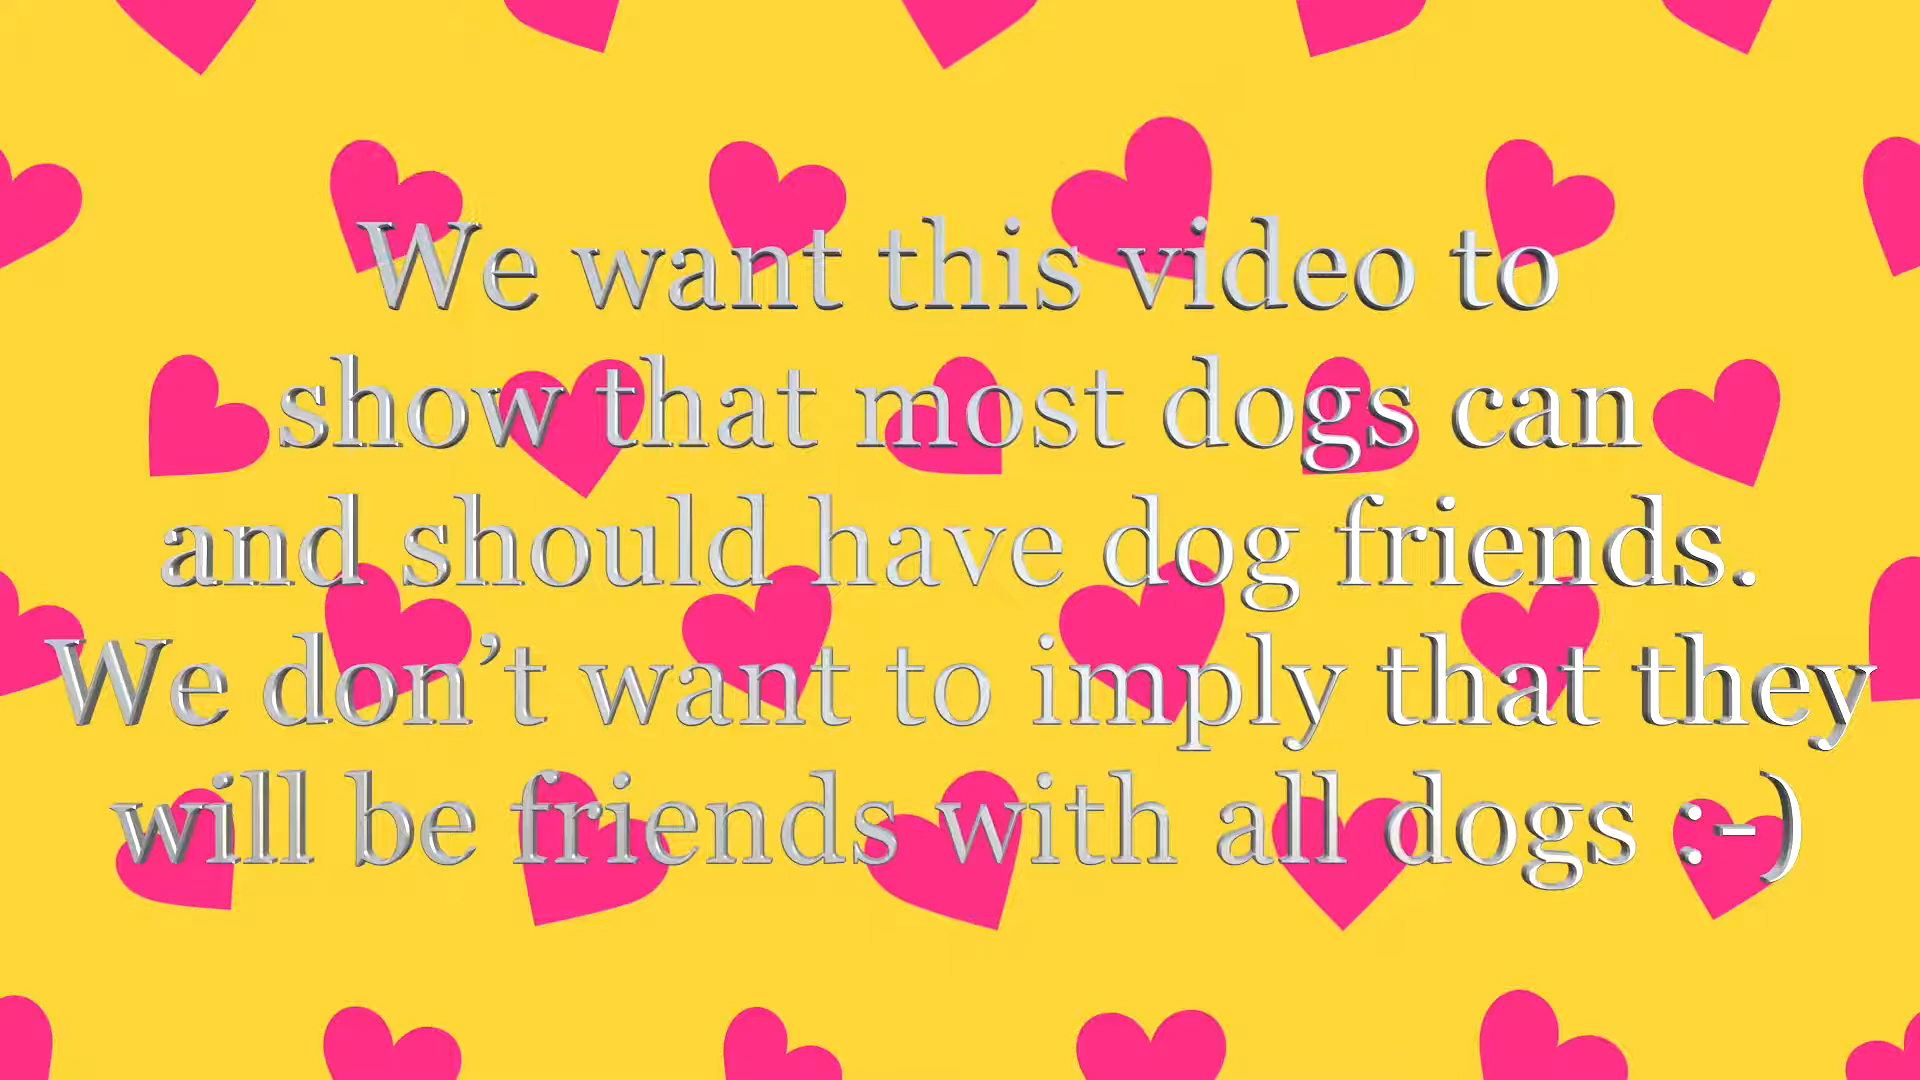 We want this video to
show that most dogs can
and should have dog friends.
We don’t want to imply that they
will be friends with all dogs :-)